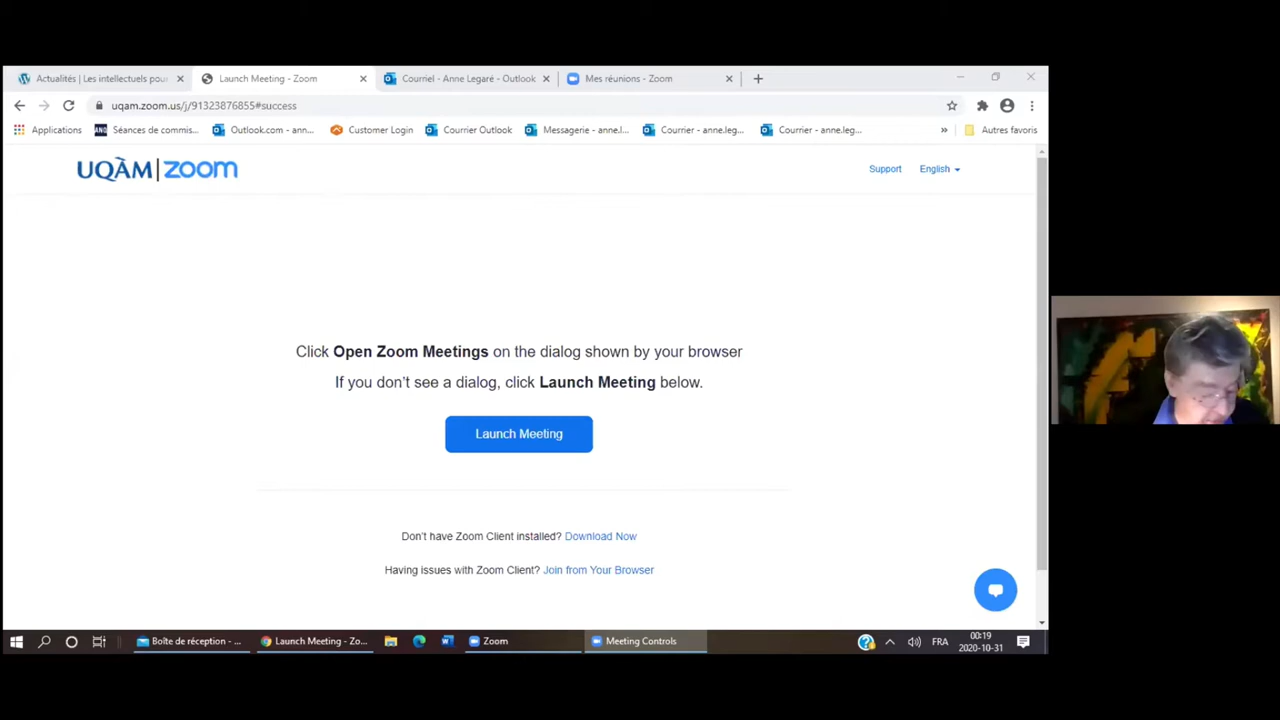 Actualités | Les intellectuels pou
Launch Meeting - Zoom
Courriel - Anne Legaré - Outlook
Mes réunions - Zoom
uqam.zoom.us/j/91323876855#success
Applications
Séances de commis...
Outlook.com - ann...
Customer Login
Courrier Outlook
Messagerie - anne.l...
Courrier - anne.leg...
Courrier - anne.leg...
»
Autres favoris
UQÀM | zoom
Support
English
Click Open Zoom Meetings on the dialog shown by your browser
If you don't see a dialog, click Launch Meeting below.
Launch Meeting
Don't have Zoom Client installed? Download Now
Having issues with Zoom Client? Join from Your Browser
Boîte de réception - ...
Launch Meeting - Zo...
Zoom
Meeting Controls
FRA
00:19
2020-10-31